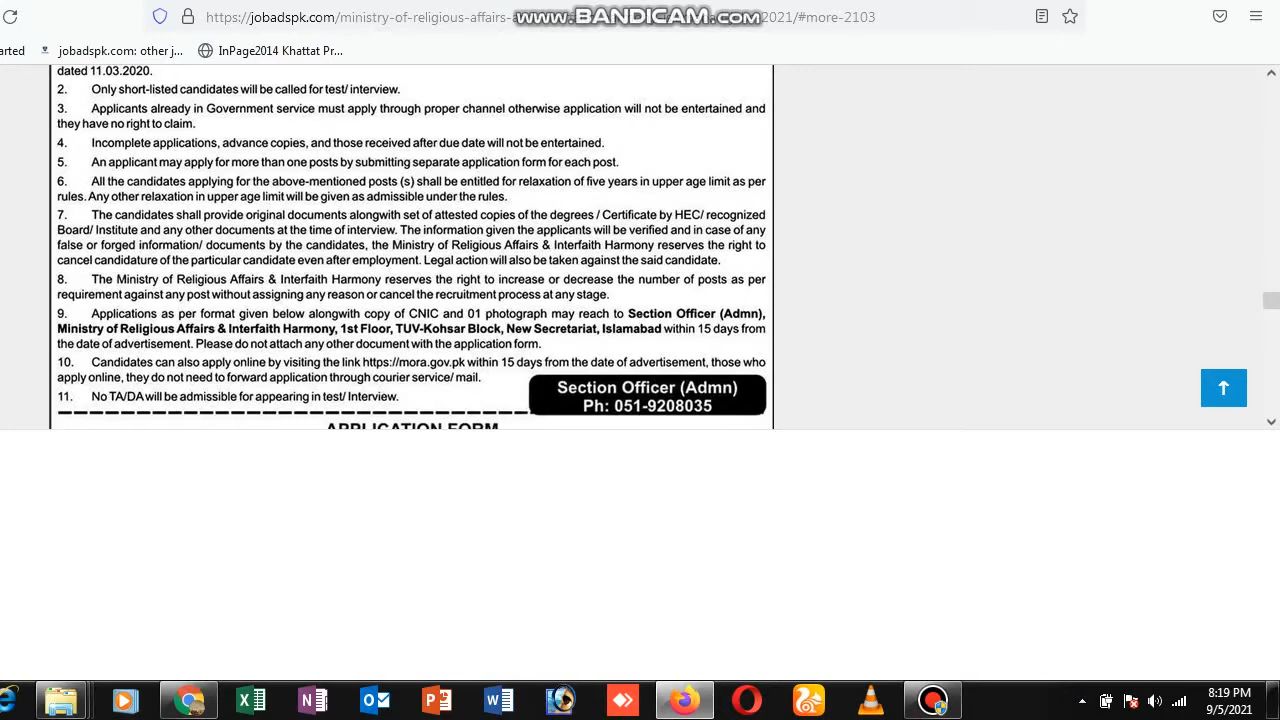 https://jobadspk.com/ministry-of-religious-affairs-a
www.BANDICAM.com
2021/#more-2103
arted
jobadspk.com: other j...
InPage2014 Khattat Pr...
dated 11.03.2020.
2. Only short-listed candidates will be called for test/ interview.
3. Applicants already in Government service must apply through proper channel otherwise application will not be entertained and
they have no right to claim.
4. Incomplete applications, advance copies, and those received after due date will not be entertained.
5. An applicant may apply for more than one posts by submitting separate application form for each post.
6. All the candidates applying for the above-mentioned posts (s) shall be entitled for relaxation of five years in upper age limit as per
rules. Any other relaxation in upper age limit will be given as admissible under the rules.
7. The candidates shall provide original documents alongwith set of attested copies of the degrees / Certificate by HEC/ recognized
Board/ Institute and any other documents at the time of interview. The information given the applicants will be verified and in case of any
false or forged information/ documents by the candidates, the Ministry of Religious Affairs & Interfaith Harmony reserves the right to
cancel candidature of the particular candidate even after employment. Legal action will also be taken against the said candidate.
8. The Ministry of Religious Affairs & Interfaith Harmony reserves the right to increase or decrease the number of posts as per
requirement against any post without assigning any reason or cancel the recruitment process at any stage.
9. Applications as per format given below alongwith copy of CNIC and 01 photograph may reach to Section Officer (Admn),
Ministry of Religious Affairs & Interfaith Harmony, 1st Floor, TUV-Kohsar Block, New Secretariat, Islamabad within 15 days from
the date of advertisement. Please do not attach any other document with the application form.
10. Candidates can also apply online by visiting the link https://mora.gov.pk within 15 days from the date of advertisement, those who
apply online, they do not need to forward application through courier service/ mail.
11. No TA/DA will be admissible for appearing in test/ Interview.
Section Officer (Admn)
Ph: 051-9208035
APPLICATION FORM
8:19 PM
9/5/2021